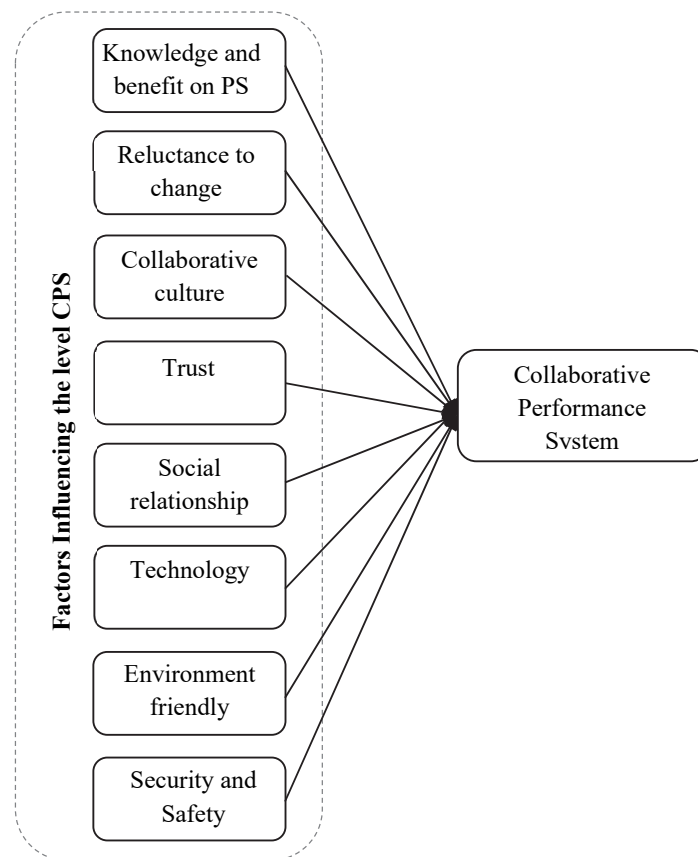 Knowledge and
benefit on PS
Reluctance to
change
Collaborative
culture
Trust
Social
relationship
Technology
Environment
friendly
Security and
Safety
Factors Influencing the level CPS
Collaborative
Performance
System